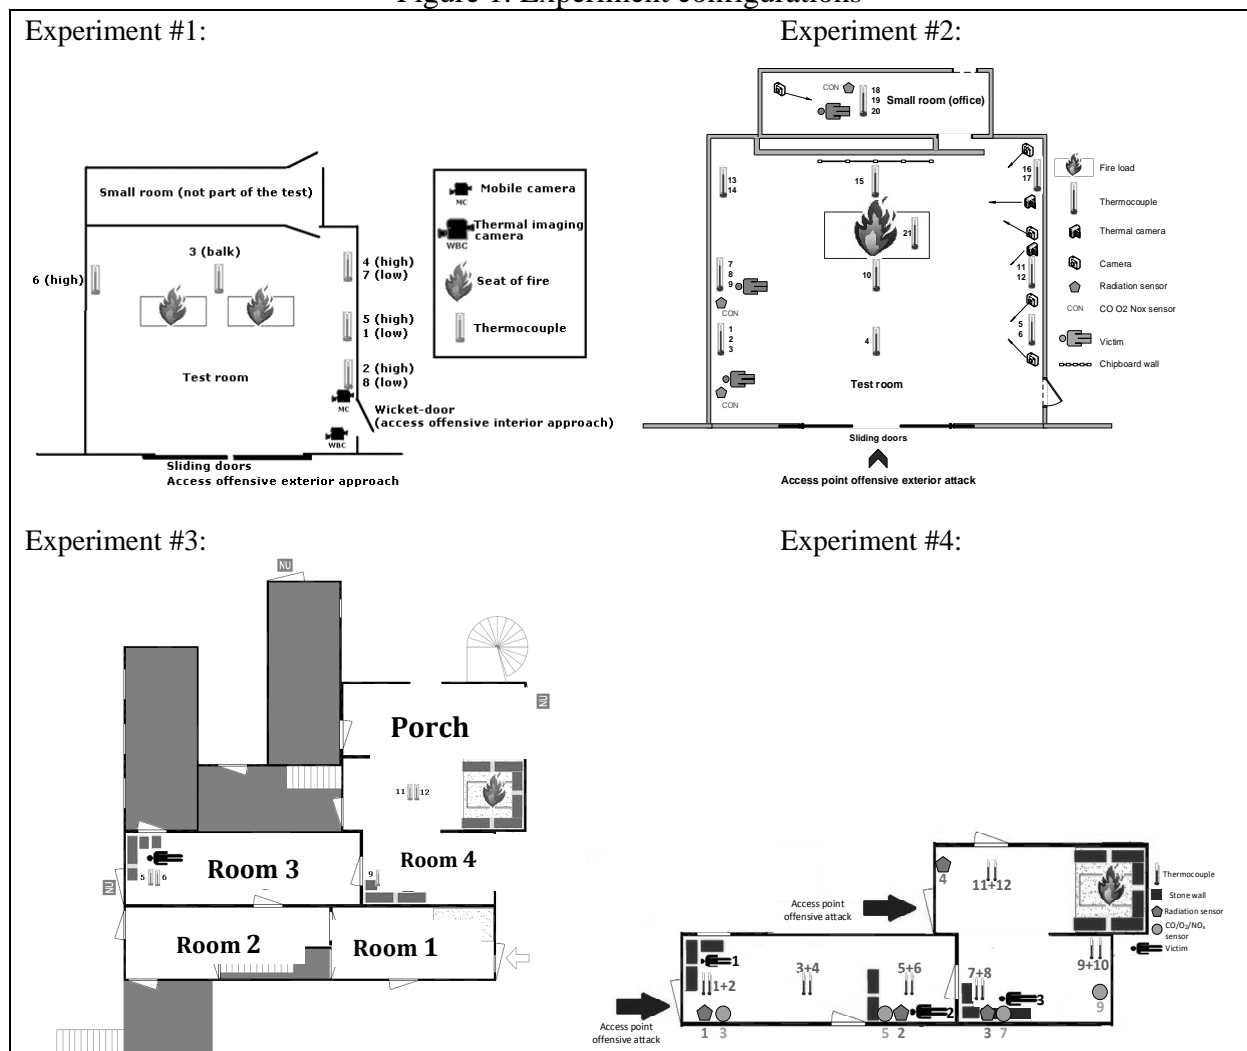 Figure 1: Experiment configurations
Experiment #1:
Small room (not part of the test)
3 (balk)
6 (high)
4 (high)
7 (low)
5 (high)
1 (low)
2 (high)
8 (low)
Test room
MC
WBC
Wicket-door
(access offensive interior approach)
Sliding doors
Access offensive exterior approach
Mobile camera
MC
Thermal imaging
camera
WBC
Seat of fire
Thermocouple
Experiment #2:
CON
18
19
20
Small room (office)
13
14
15
16
17
21
7
8
9
10
11
12
CON
1
2
3
4
5
6
CON
Test room
Sliding doors
Access point offensive exterior attack
Fire load
Thermocouple
Thermal camera
Camera
Radiation sensor
CON
CO O2 Nox sensor
Victim
Chipboard wall
Experiment #3:
NU
NU
Porch
11
12
Room 3
5
6
NU
9
Room 4
Room 2
Room 1
Experiment #4:
4
11+12
Access point
offensive attack
1
1+2
3+4
5+6
7+8
9+10
2
3
Access point
offensive attack
1
3
5
2
3
7
9
Thermocouple
Stone wall
Radiation sensor
CO/O₂/NOₓ
sensor
Victim